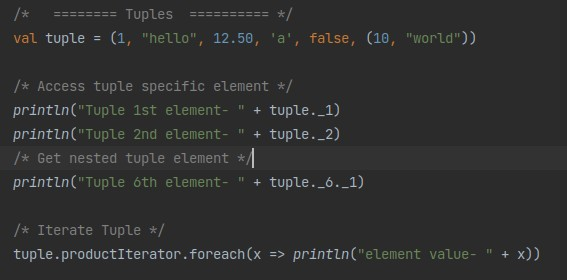 /*   ======== Tuples  ========== */
val tuple = (1, "hello", 12.50, 'a', false, (10, "world"))
/* Access tuple specific element */
println("Tuple 1st element- " + tuple._1)
println("Tuple 2nd element- " + tuple._2)
/* Get nested tuple element */
println("Tuple 6th element- " + tuple._6._1)
/* Iterate Tuple */
tuple.productIterator.foreach(x => println("element value- " + x))